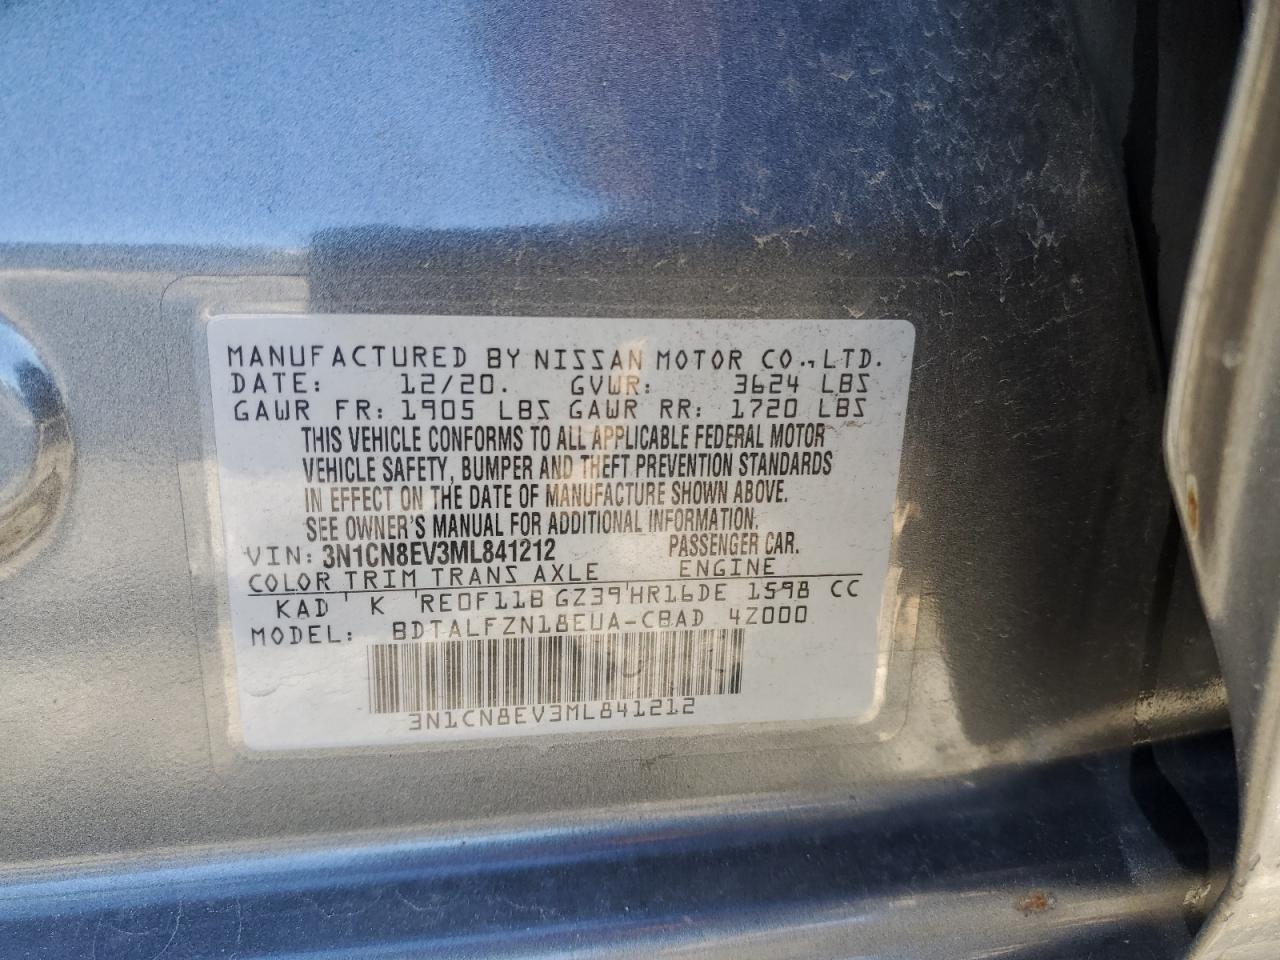 MANUFACTURED BY NISSAN MOTOR CO., LTD.
DATE: 12/20. GVWR: 3624 LBS
GAWR FR: 1905 LBS GAWR RR: 1720 LBS
THIS VEHICLE CONFORMS TO ALL APPLICABLE FEDERAL MOTOR
VEHICLE SAFETY, BUMPER AND THEFT PREVENTION STANDARDS
IN EFFECT ON THE DATE OF MANUFACTURE SHOWN ABOVE.
SEE OWNER'S MANUAL FOR ADDITIONAL INFORMATION.
VIN: 3N1CN8EV3ML841212 PASSENGER CAR.
COLOR TRIM TRANS AXLE ENGINE
KAD K RE0F11B GZ39 HR16DE 1598 CC
MODEL: BDTALFZN18EUA-CBAD 4Z000
3N1CN8EV3ML841212